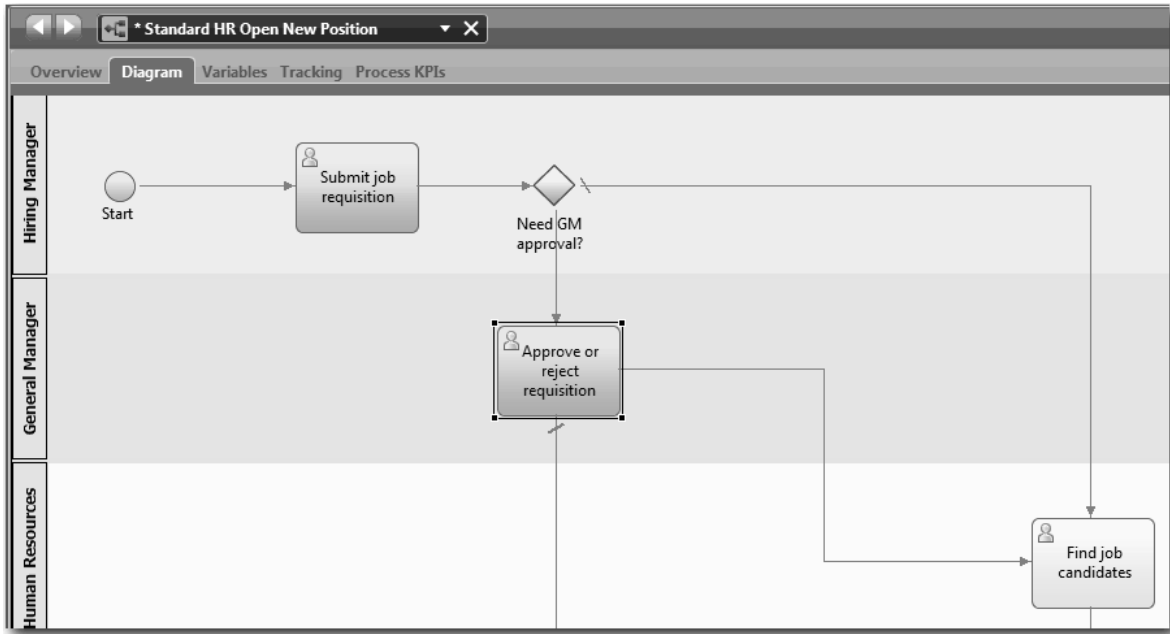 * Standard HR Open New Position
Overview Diagram Variables Tracking Process KPIs
Hiring Manager
Start
Submit job
requisition
Need GM
approval?
General Manager
Approve or
reject
requisition
Human Resources
Find job
candidates